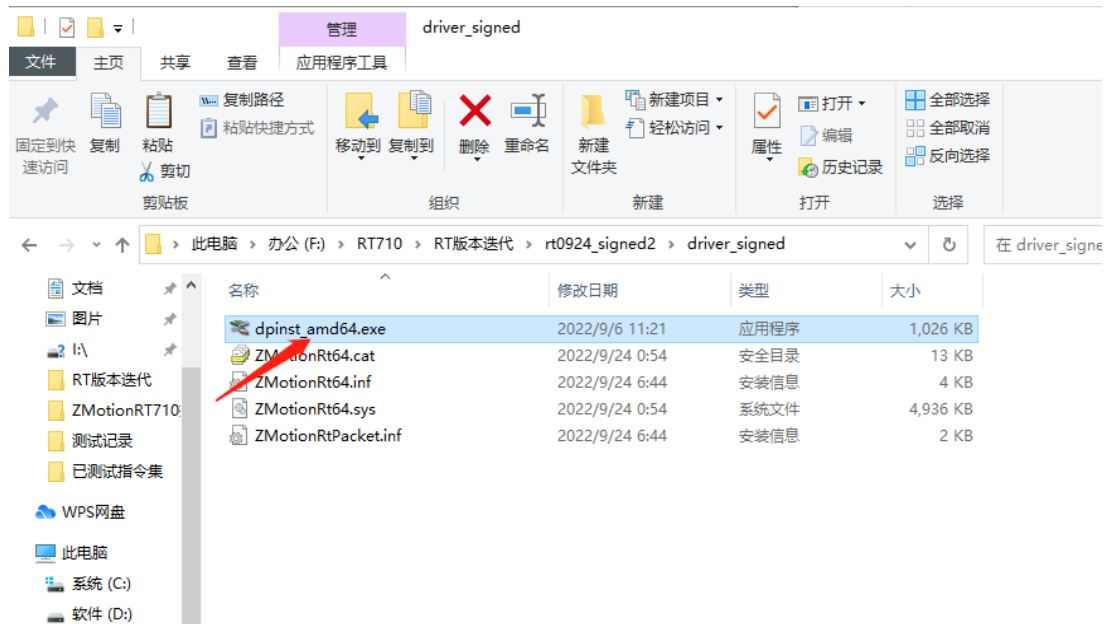 管理 driver_signed
文件 主页 共享 查看 应用程序工具
固定到快速访问
复制
粘贴
复制路径
粘贴快捷方式
剪切
剪贴板
移动到
复制到
删除
重命名
组织
新建文件夹
新建项目
轻松访问
新建
属性
打开
编辑
历史记录
打开
全部选择
全部取消
反向选择
选择
此电脑 办公 (F:) RT710 RT版本迭代 rt0924_signed2 driver_signed
在 driver_signe
文档
图片
I:\
RT版本迭代
ZMotionRT710
测试记录
已测试指令集
WPS网盘
此电脑
系统 (C:)
软件 (D:)
名称 修改日期 类型 大小
dpinst_amd64.exe 2022/9/6 11:21 应用程序 1,026 KB
ZMotionRt64.cat 2022/9/24 0:54 安全目录 13 KB
ZMotionRt64.inf 2022/9/24 6:44 安装信息 4 KB
ZMotionRt64.sys 2022/9/24 0:54 系统文件 4,936 KB
ZMotionRtPacket.inf 2022/9/24 6:44 安装信息 2 KB